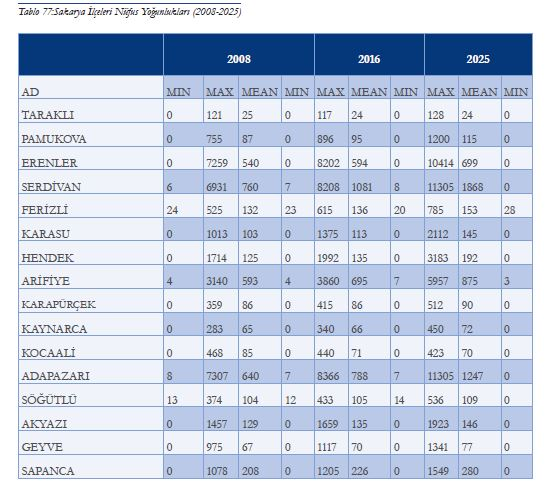 Tablo 77:Sakarya İlçeleri Nüfus Yoğunlukları (2008-2025)
2008 2016 2025
AD MIN MAX MEAN MIN MAX MEAN MIN MAX MEAN MIN
TARAKLI 0 121 25 0 117 24 0 128 24 0
PAMUKOVA 0 755 87 0 896 95 0 1200 115 0
ERENLER 0 7259 540 0 8202 594 0 10414 699 0
SERDİVAN 6 6931 760 7 8208 1081 8 11305 1868 0
FERİZLİ 24 525 132 23 615 136 20 785 153 28
KARASU 0 1013 103 0 1375 113 0 2112 145 0
HENDEK 0 1714 125 0 1992 135 0 3183 192 0
ARİFİYE 4 3140 593 4 3860 695 7 5957 875 3
KARAPÜRÇEK 0 359 86 0 415 86 0 512 90 0
KAYNARCA 0 283 65 0 340 66 0 450 72 0
KOCAALİ 0 468 85 0 440 71 0 423 70 0
ADAPAZARI 8 7307 640 7 8366 788 7 11305 1247 0
SÖĞÜTLÜ 13 374 104 12 433 105 14 536 109 0
AKYAZI 0 1457 129 0 1659 135 0 1923 146 0
GEYVE 0 975 67 0 1117 70 0 1341 77 0
SAPANCA 0 1078 208 0 1205 226 0 1549 280 0